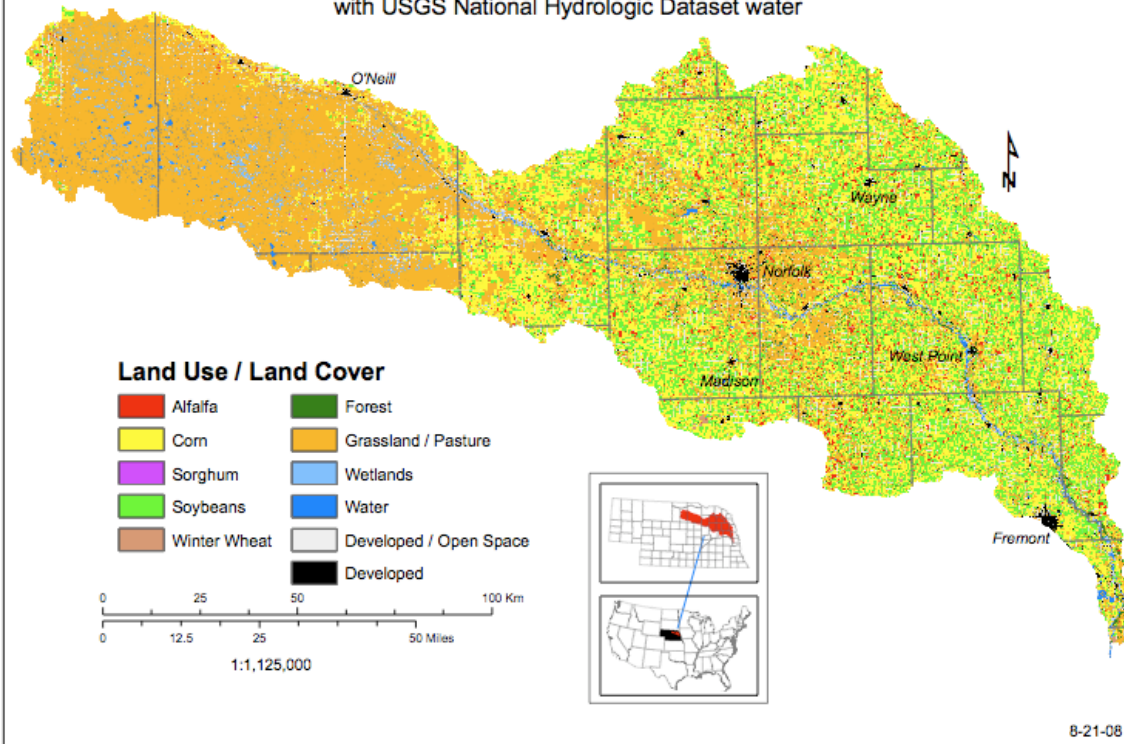 with USGS National Hydrologic Dataset water
O'Neill
Wayne
Norfolk
West Point
Madison
Fremont
N
Land Use / Land Cover
Alfalfa
Forest
Corn
Grassland / Pasture
Sorghum
Wetlands
Soybeans
Water
Winter Wheat
Developed / Open Space
Developed
0 25 50 100 Km
0 12.5 25 50 Miles
1:1,125,000
8-21-08